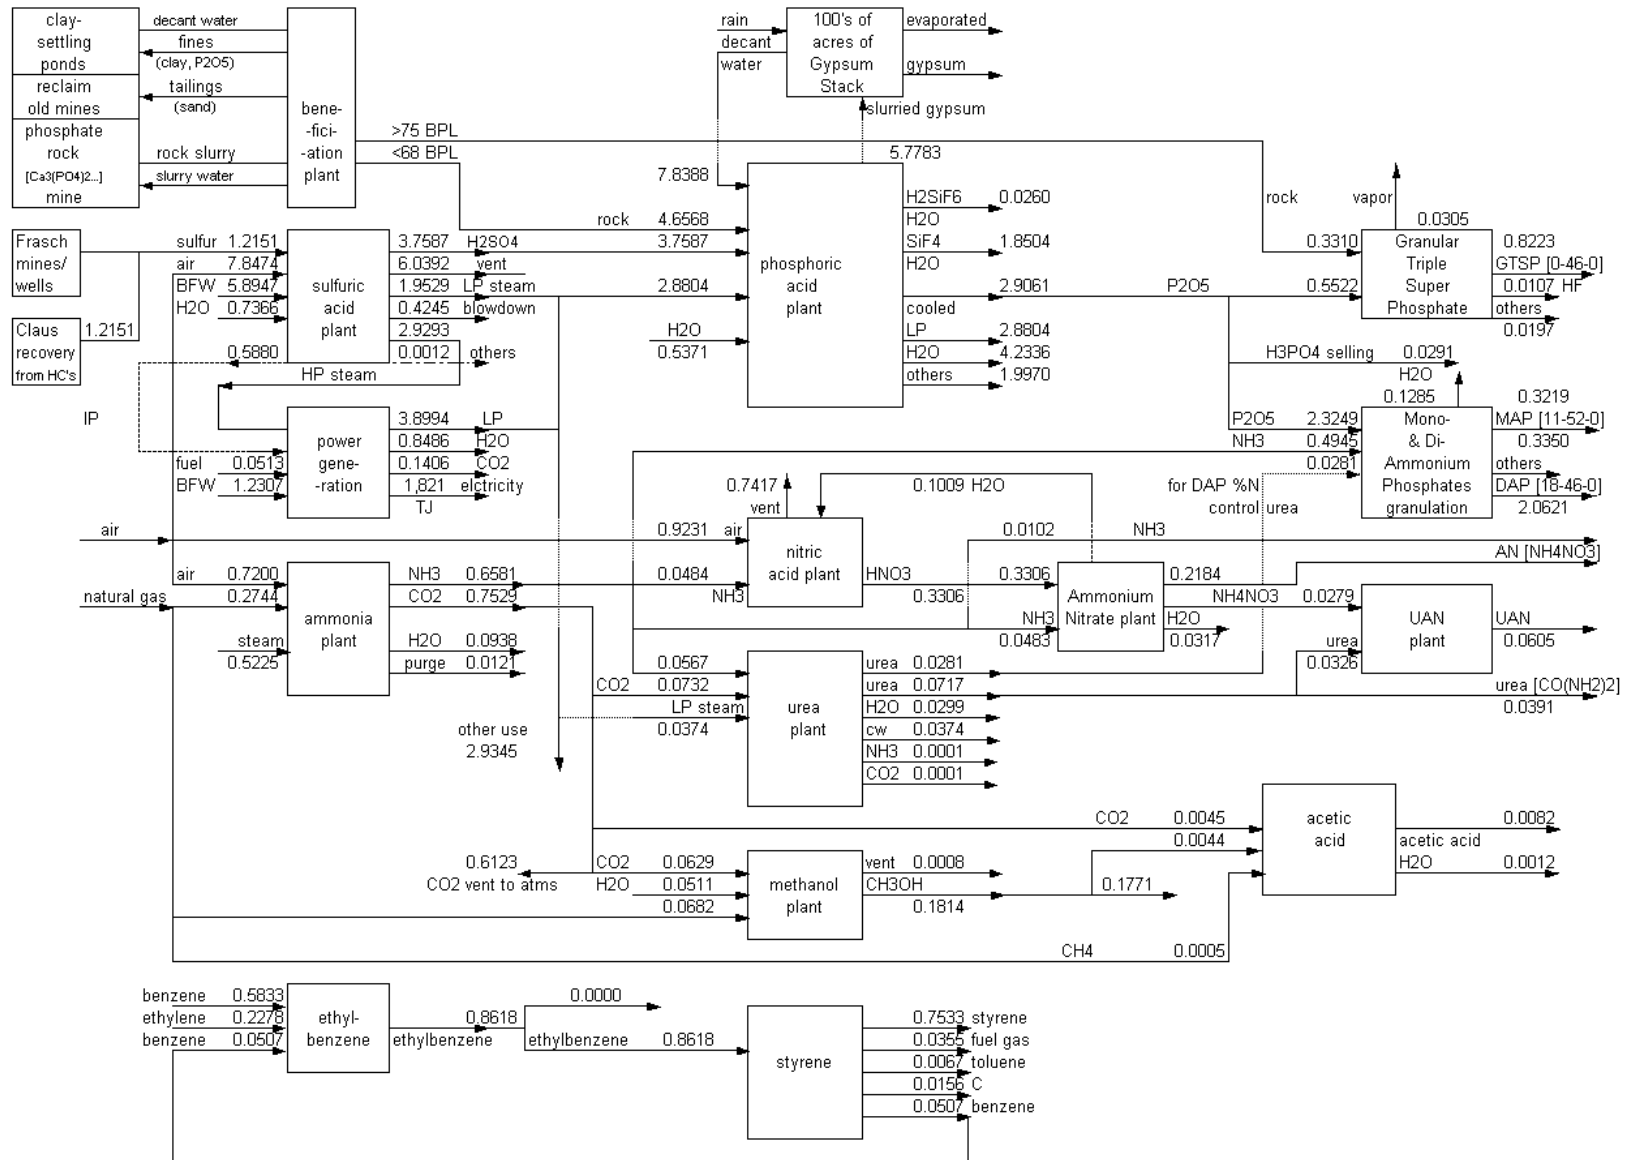 clay-
settling
ponds
reclaim
old mines
phosphate
rock
[Ca3(PO4)2...]
mine
decant water
fines
(clay, P2O5)
tailings
(sand)
rock slurry
slurry water
bene-
-fici-
-ation
plant
>75 BPL
<68 BPL
rain
decant
water
100's of
acres of
Gypsum
Stack
evaporated
gypsum
slurried gypsum
5.7783
7.8388
rock 4.6568
3.7587
2.8804
H2O
0.5371
phosphoric
acid
plant
H2SiF6 0.0260
H2O
SiF4 1.8504
H2O
2.9061
cooled
LP 2.8804
H2O 4.2336
others 1.9970
P2O5
rock
vapor
0.0305
0.3310
0.5522
Granular
Triple
Super
Phosphate
0.8223
GTSP [0-46-0]
0.0107 HF
others
0.0197
Frasch
mines/
wells
Claus
recovery
from HC's
1.2151
sulfur 1.2151
air 7.8474
BFW 5.8947
H2O 0.7366
0.5880
sulfuric
acid
plant
3.7587 H2SO4
6.0392 vent
1.9529 LP steam
0.4245 blowdown
2.9293
0.0012 others
HP steam
IP
power
gene-
-ration
fuel 0.0513
BFW 1.2307
3.8994 LP
0.8486 H2O
0.1406 CO2
1,821 elctricity
TJ
H3PO4 selling 0.0291
H2O
0.1285
P2O5 2.3249
NH3 0.4945
0.0281
Mono-
& Di-
Ammonium
Phosphates
granulation
0.3219
MAP [11-52-0]
0.3350
others
DAP [18-46-0]
2.0621
for DAP %N
control urea
air
air 0.7200
natural gas 0.2744
steam
0.5225
ammonia
plant
NH3 0.6581
CO2 0.7529
H2O 0.0938
purge 0.0121
0.7417
vent
0.1009 H2O
0.9231 air
0.0484
NH3
nitric
acid plant
HNO3 0.3306
0.3306
0.0102 NH3
NH3
0.0483
Ammonium
Nitrate plant
0.2184
NH4NO3 0.0279
H2O
0.0317
AN [NH4NO3]
urea
0.0326
UAN
plant
UAN
0.0605
urea [CO(NH2)2]
0.0391
0.0567
CO2 0.0732
LP steam
0.0374
urea
plant
urea 0.0281
urea 0.0717
H2O 0.0299
cw 0.0374
NH3 0.0001
CO2 0.0001
other use
2.9345
CO2 0.0045
0.0044
acetic
acid
0.0082
acetic acid
H2O 0.0012
0.6123
CO2 vent to atms
CO2 0.0629
H2O 0.0511
0.0682
methanol
plant
vent 0.0008
CH3OH
0.1814
0.1771
CH4 0.0005
benzene 0.5833
ethylene 0.2278
benzene 0.0507
ethyl-
benzene
0.8618
ethylbenzene
0.0000
ethylbenzene 0.8618
styrene
0.7533 styrene
0.0355 fuel gas
0.0067 toluene
0.0156 C
0.0507 benzene